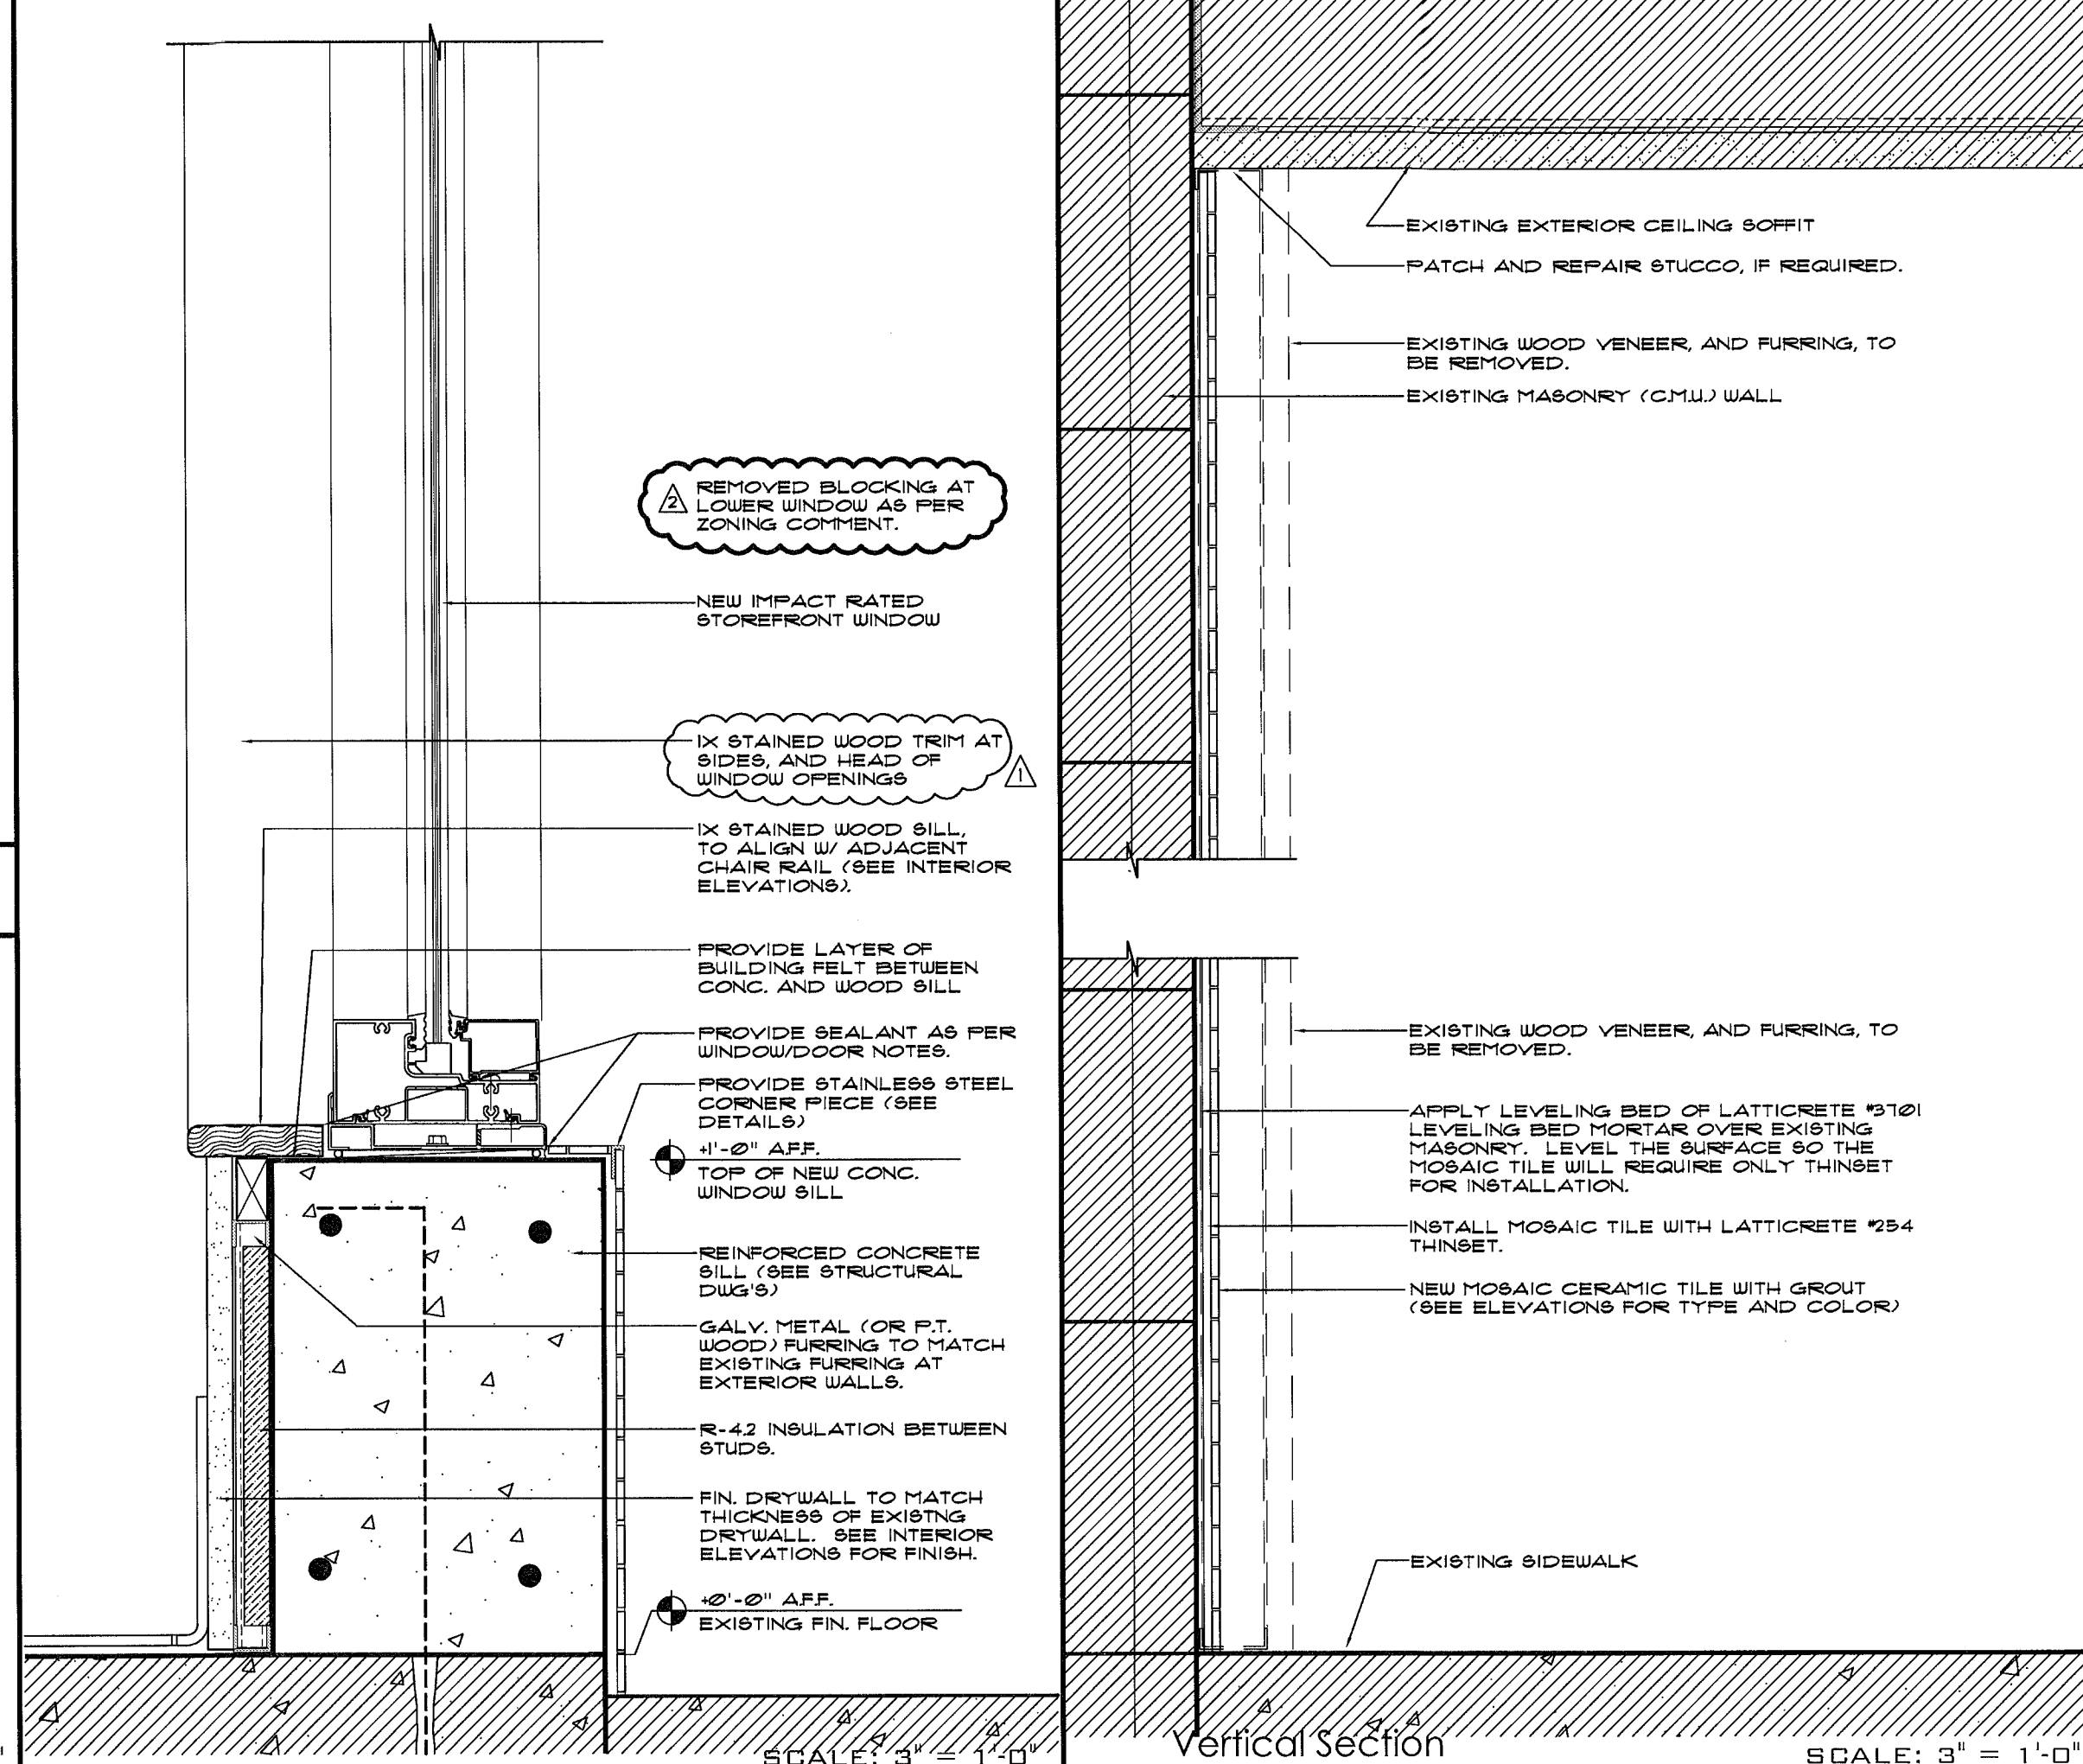 2
REMOVED BLOCKING AT
LOWER WINDOW AS PER
ZONING COMMENT.
NEW IMPACT RATED
STOREFRONT WINDOW
1X STAINED WOOD TRIM AT
SIDES, AND HEAD OF
WINDOW OPENINGS
1
1X STAINED WOOD SILL,
TO ALIGN W/ ADJACENT
CHAIR RAIL (SEE INTERIOR
ELEVATIONS).
PROVIDE LAYER OF
BUILDING FELT BETWEEN
CONC. AND WOOD SILL
PROVIDE SEALANT AS PER
WINDOW/DOOR NOTES.
PROVIDE STAINLESS STEEL
CORNER PIECE (SEE
DETAILS)
+1'-0" A.F.F.
TOP OF NEW CONC.
WINDOW SILL
REINFORCED CONCRETE
SILL (SEE STRUCTURAL
DWG'S)
GALV. METAL (OR P.T.
WOOD) FURRING TO MATCH
EXISTING FURRING AT
EXTERIOR WALLS.
R-4.2 INSULATION BETWEEN
STUDS.
FIN. DRYWALL TO MATCH
THICKNESS OF EXISTNG
DRYWALL. SEE INTERIOR
ELEVATIONS FOR FINISH.
+0'-0" A.F.F.
EXISTING FIN. FLOOR
SCALE: 3" = 1'-0"
EXISTING EXTERIOR CEILING SOFFIT
PATCH AND REPAIR STUCCO, IF REQUIRED.
EXISTING WOOD VENEER, AND FURRING, TO
BE REMOVED.
EXISTING MASONRY (C.M.U.) WALL
EXISTING WOOD VENEER, AND FURRING, TO
BE REMOVED.
APPLY LEVELING BED OF LATTICRETE #3701
LEVELING BED MORTAR OVER EXISTING
MASONRY. LEVEL THE SURFACE SO THE
MOSAIC TILE WILL REQUIRE ONLY THINSET
FOR INSTALLATION.
INSTALL MOSAIC TILE WITH LATTICRETE #254
THINSET.
NEW MOSAIC CERAMIC TILE WITH GROUT
(SEE ELEVATIONS FOR TYPE AND COLOR)
EXISTING SIDEWALK
Vertical Section
SCALE: 3" = 1'-0"